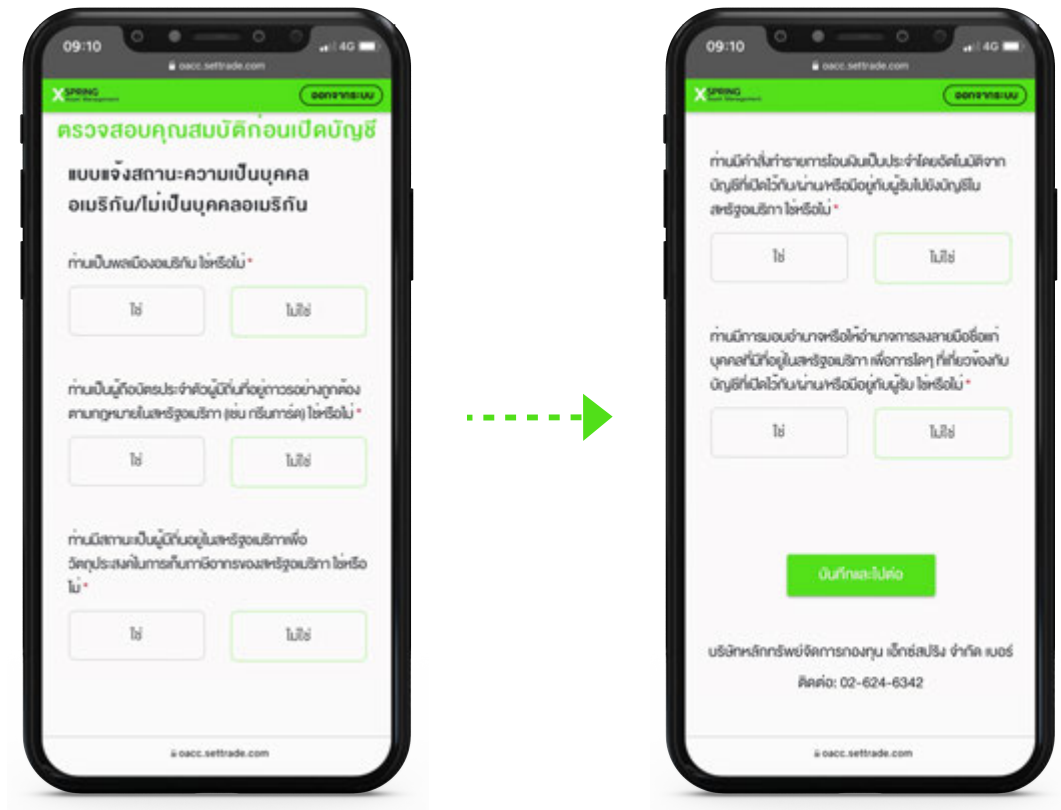 09:10
4G
oacc.settrade.com
XSPRING
Asset Management
ออกจากระบบ
ตรวจสอบคุณสมบัติก่อนเปิดบัญชี
แบบแจ้งสถานะความเป็นบุคคล
อเมริกัน/ไม่เป็นบุคคลอเมริกัน
ท่านเป็นพลเมืองอเมริกัน ใช่หรือไม่ *
ใช่
ไม่ใช่
ท่านเป็นผู้ถือบัตรประจำตัวผู้มีถิ่นที่อยู่ถาวรอย่างถูกต้อง
ตามกฎหมายในสหรัฐอเมริกา (เช่น กรีนการ์ด) ใช่หรือไม่ *
ใช่
ไม่ใช่
ท่านมีสถานะเป็นผู้มีถิ่นอยู่ในสหรัฐอเมริกาเพื่อ
วัตถุประสงค์ในการเก็บภาษีอากรของสหรัฐอเมริกา ใช่หรือ
ไม่ *
ใช่
ไม่ใช่
oacc.settrade.com
09:10
4G
oacc.settrade.com
XSPRING
Asset Management
ออกจากระบบ
ท่านมีคำสั่งทำรายการโอนเงินเป็นประจำโดยอัตโนมัติจาก
บัญชีที่เปิดไว้กับ/ผ่าน/หรือมีอยู่กับผู้รับไปยังบัญชีใน
สหรัฐอเมริกา ใช่หรือไม่ *
ใช่
ไม่ใช่
ท่านมีการมอบอำนาจหรือให้อำนาจการลงลายมือชื่อแก่
บุคคลที่มีที่อยู่ในสหรัฐอเมริกา เพื่อการใดๆ ที่เกี่ยวข้องกับ
บัญชีที่เปิดไว้กับ/ผ่าน/หรือมีอยู่กับผู้รับ ใช่หรือไม่ *
ใช่
ไม่ใช่
บันทึกและไปต่อ
บริษัทหลักทรัพย์จัดการกองทุน เอ็กซ์สปริง จำกัด เบอร์
ติดต่อ: 02-624-6342
oacc.settrade.com